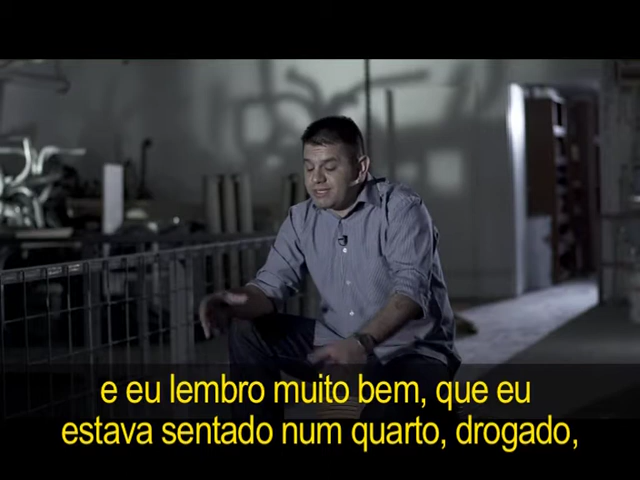 e eu lembro muito bem, que eu
estava sentado num quarto, drogado,